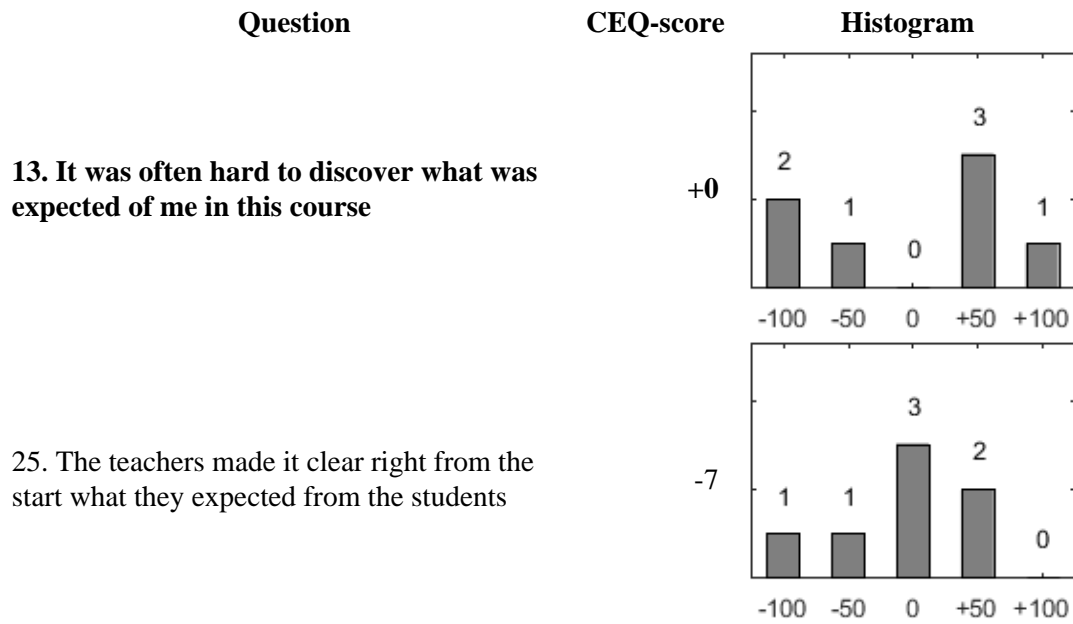 Question CEQ-score Histogram
13. It was often hard to discover what was
expected of me in this course
+0
2 1 0 3 1
-100 -50 0 +50 +100
25. The teachers made it clear right from the
start what they expected from the students
-7
1 1 3 2 0
-100 -50 0 +50 +100